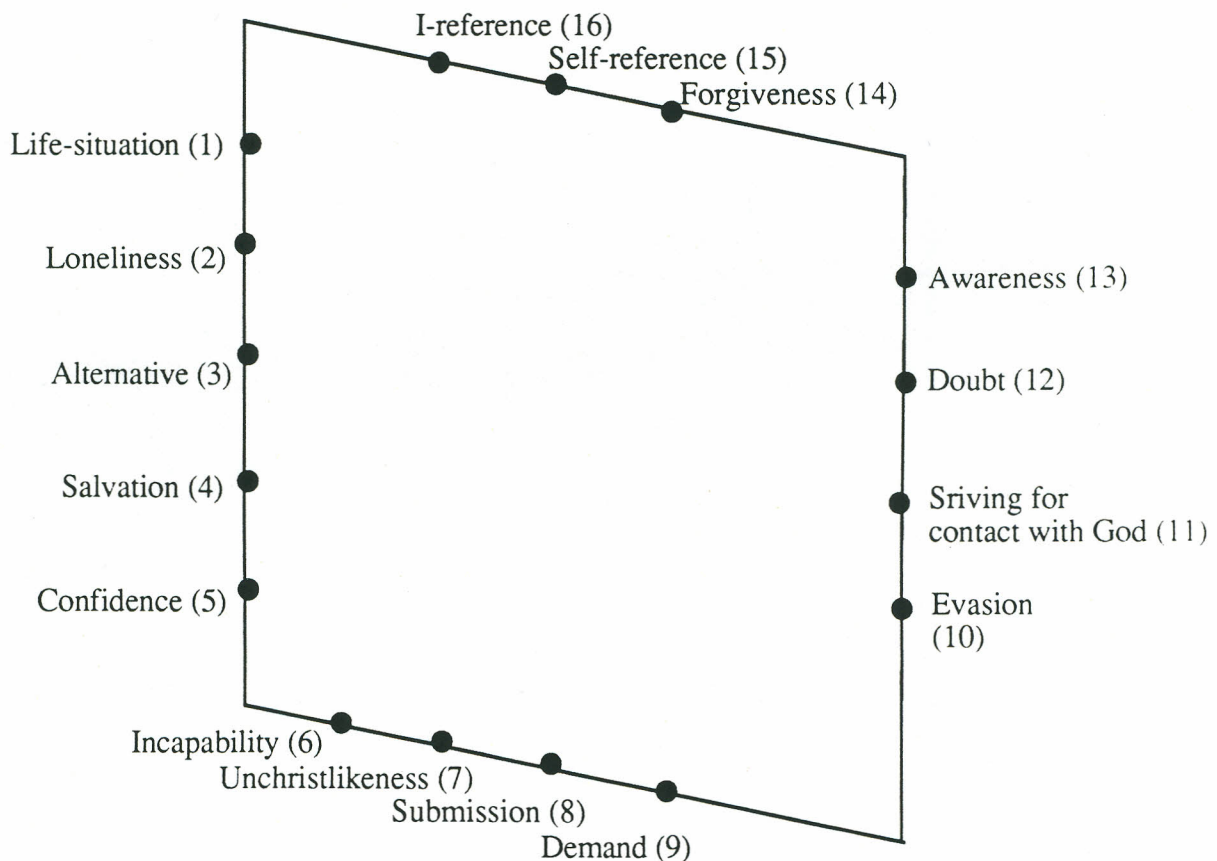 I-reference (16)
Self-reference (15)
Forgiveness (14)
Life-situation (1)
Loneliness (2)
Awareness (13)
Alternative (3)
Doubt (12)
Salvation (4)
Sriving for
contact with God (11)
Confidence (5)
Evasion
(10)
Incapability (6)
Unchristlikeness (7)
Submission (8)
Demand (9)